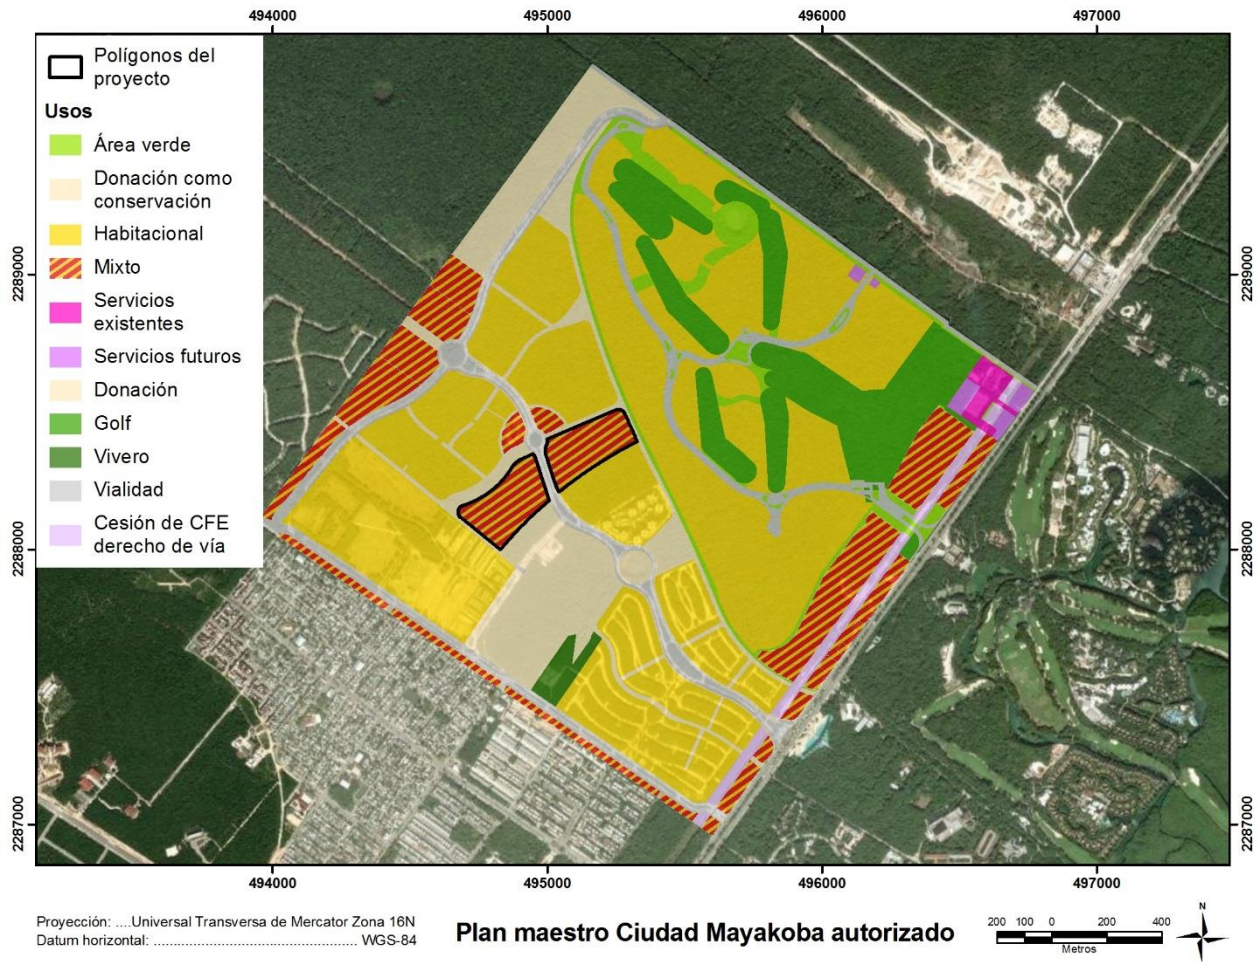 494000 495000 496000 497000
Polígonos del
proyecto
Usos
Área verde
Donación como
conservación
Habitacional
Mixto
Servicios
existentes
Servicios futuros
Donación
Golf
Vivero
Vialidad
Cesión de CFE
derecho de vía
2289000
2288000
2287000
2289000
2288000
2287000
494000 495000 496000 497000
Proyección: ....Universal Transversa de Mercator Zona 16N
Datum horizontal: ................................................ WGS-84
Plan maestro Ciudad Mayakoba autorizado
200 100 0 200 400
Metros
N